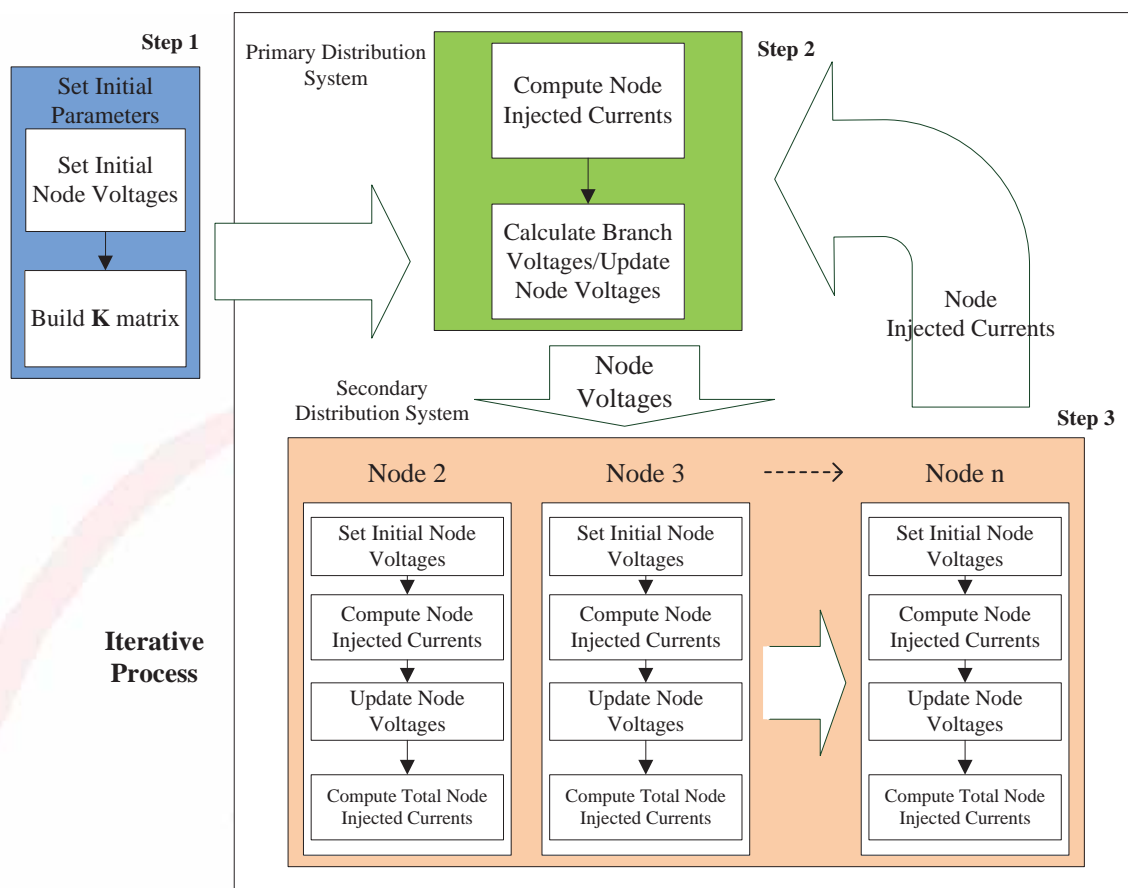 Step 1
Set Initial
Parameters
Set Initial
Node Voltages
Build K matrix
Primary Distribution
System
Step 2
Compute Node
Injected Currents
Calculate Branch
Voltages/Update
Node Voltages
Node
Injected Currents
Node
Voltages
Secondary
Distribution System
Step 3
Node 2
Set Initial Node
Voltages
Compute Node
Injected Currents
Update Node
Voltages
Compute Total Node
Injected Currents
Node 3
Set Initial Node
Voltages
Compute Node
Injected Currents
Update Node
Voltages
Compute Total Node
Injected Currents
Node n
Set Initial Node
Voltages
Compute Node
Injected Currents
Update Node
Voltages
Compute Total Node
Injected Currents
Iterative
Process